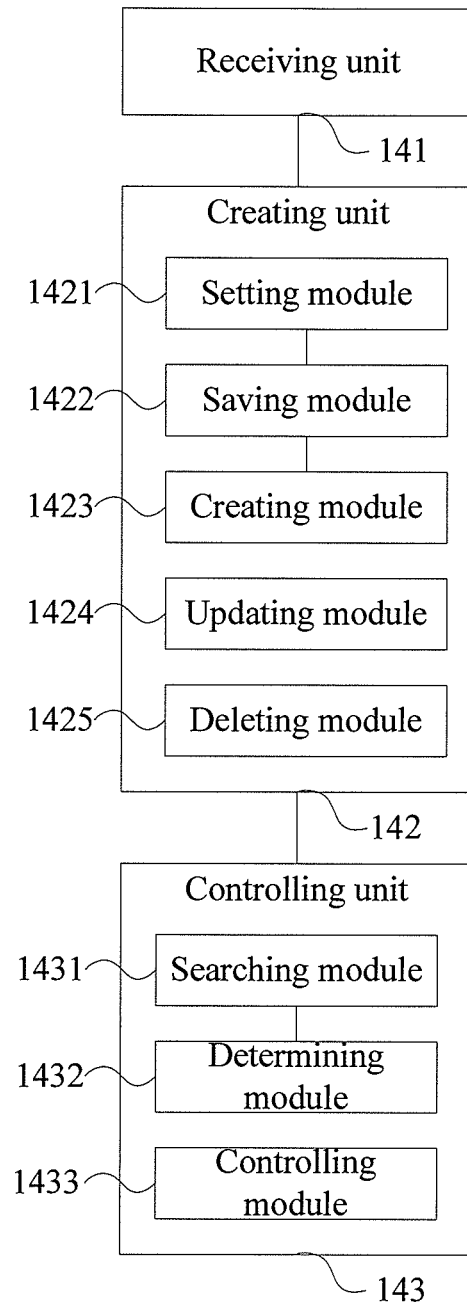 Receiving unit
141
Creating unit
1421
Setting module
1422
Saving module
1423
Creating module
1424
Updating module
1425
Deleting module
142
Controlling unit
1431
Searching module
1432
Determining
module
1433
Controlling
module
143